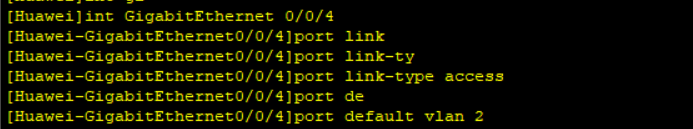 [Huawei]int GigabitEthernet 0/0/4
[Huawei-GigabitEthernet0/0/4]port link
[Huawei-GigabitEthernet0/0/4]port link-ty
[Huawei-GigabitEthernet0/0/4]port link-type access
[Huawei-GigabitEthernet0/0/4]port de
[Huawei-GigabitEthernet0/0/4]port default vlan 2